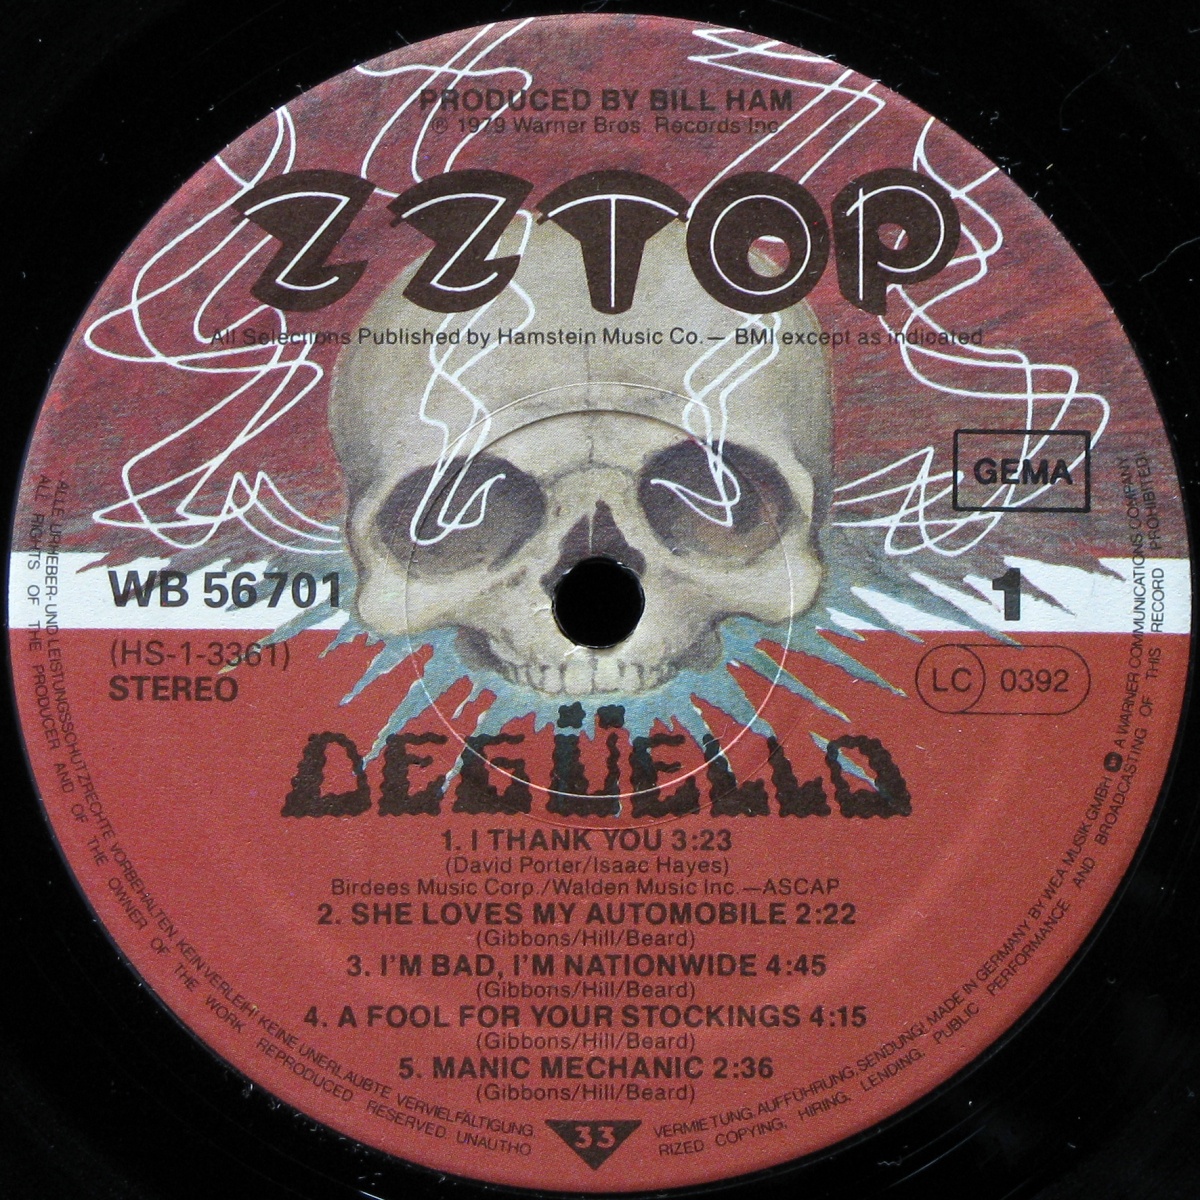 PRODUCED BY BILL HAM
℗ 1979 Warner Bros. Records Inc.
ZZ TOP
All Selections Published by Hamstein Music Co.— BMI except as indicated
GEMA
WB 56701
1
(HS-1-3361)
STEREO
LC 0392
DEGÜELLO
1. I THANK YOU 3:23
(David Porter/Isaac Hayes)
Birdees Music Corp./Walden Music Inc.—ASCAP
2. SHE LOVES MY AUTOMOBILE 2:22
(Gibbons/Hill/Beard)
3. I'M BAD, I'M NATIONWIDE 4:45
(Gibbons/Hill/Beard)
4. A FOOL FOR YOUR STOCKINGS 4:15
(Gibbons/Hill/Beard)
5. MANIC MECHANIC 2:36
(Gibbons/Hill/Beard)
33
ALLE URHEBER- UND LEISTUNGSSCHUTZRECHTE VORBEHALTEN. KEIN VERLEIH! KEINE UNERLAUBTE VERVIELFÄLTIGUNG, VERMIETUNG, AUFFÜHRUNG, SENDUNG! MADE IN GERMANY. BY WEA MUSIK GMBH A WARNER COMMUNICATIONS COMPANY
ALL RIGHTS OF THE PRODUCER AND OF THE OWNER OF THE WORK REPRODUCED RESERVED UNAUTHORIZED COPYING, HIRING, LENDING, PUBLIC PERFORMANCE AND BROADCASTING OF THIS RECORD PROHIBITED!